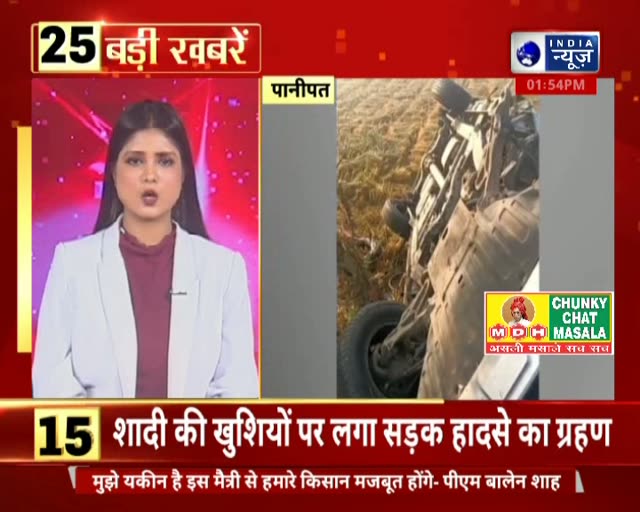 25 बड़ी खबरें
INDIA
न्यूज़
01:54PM
पानीपत
MDH
CHUNKY
CHAT
MASALA
असली मसाले सच सच
15 शादी की खुशियों पर लगा सड़क हादसे का ग्रहण
मुझे यकीन है इस मैत्री से हमारे किसान मजबूत होंगे- पीएम बालेन शाह